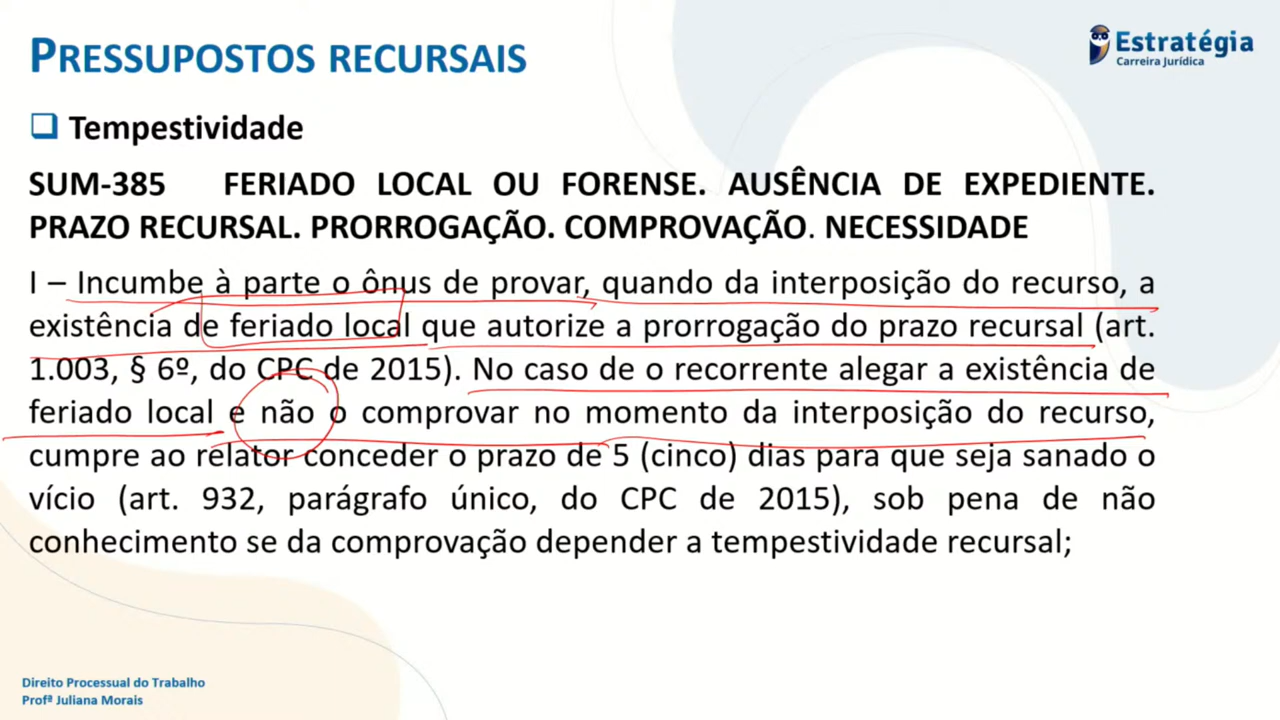 PRESSUPOSTOS RECURSAIS
Estratégia
Carreira Jurídica
Tempestividade
SUM-385 FERIADO LOCAL OU FORENSE. AUSÊNCIA DE EXPEDIENTE.
PRAZO RECURSAL. PRORROGAÇÃO. COMPROVAÇÃO. NECESSIDADE
I – Incumbe à parte o ônus de provar, quando da interposição do recurso, a
existência de feriado local que autorize a prorrogação do prazo recursal (art.
1.003, § 6º, do CPC de 2015). No caso de o recorrente alegar a existência de
feriado local e não o comprovar no momento da interposição do recurso,
cumpre ao relator conceder o prazo de 5 (cinco) dias para que seja sanado o
vício (art. 932, parágrafo único, do CPC de 2015), sob pena de não
conhecimento se da comprovação depender a tempestividade recursal;
Direito Processual do Trabalho
Profª Juliana Morais